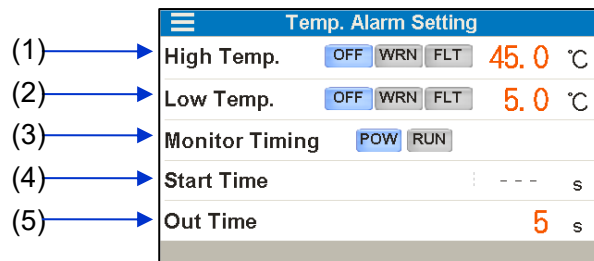 Temp. Alarm Setting
(1) High Temp. OFF WRN FLT 45.0 ℃
(2) Low Temp. OFF WRN FLT 5.0 ℃
(3) Monitor Timing POW RUN
(4) Start Time - - - s
(5) Out Time 5 s